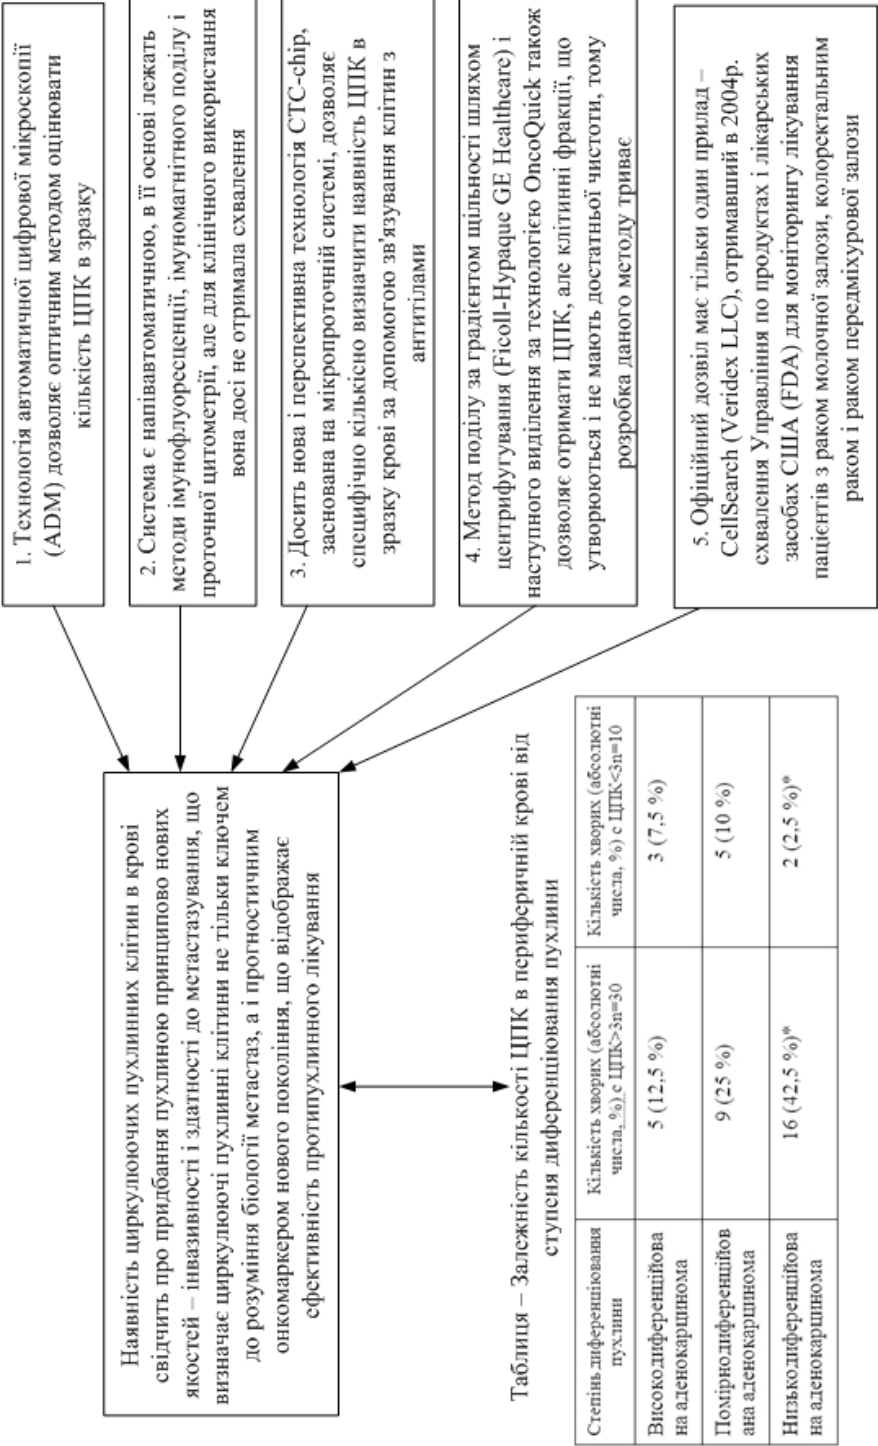 1. Технологія автоматичної цифрової мікроскопії
(ADM) дозволяє оптичним методом оцінювати
кількість ЦПК в зразку
2. Система є напівавтоматичною, в її основі лежать
методи імунофлуоресценції, імуномагнітного поділу і
проточної цитометрії, але для клінічного використання
вона досі не отримала схвалення
3. Досить нова і перспективна технологія CTC-chip,
заснована на мікропроточній системі, дозволяє
специфічно кількісно визначити наявність ЦПК в
зразку крові за допомогою зв'язування клітин з
антитілами
4. Метод поділу за градієнтом щільності шляхом
центрифугування (Ficoll-Hypaque GE Healthcare) і
наступного виділення за технологією OncoQuick також
дозволяє отримати ЦПК, але клітинні фракції, що
утворюються і не мають достатньої чистоти, тому
розробка даного методу триває
5. Офіційний дозвіл має тільки один прилад –
CellSearch (Veridex LLC), отримавший в 2004р.
схвалення Управління по продуктах і лікарських
засобах США (FDA) для моніторингу лікування
пацієнтів з раком молочної залози, колоректальним
раком і раком передміхурової залози
Наявність циркулюючих пухлинних клітин в крові
свідчить про придбання пухлиною принципово нових
якостей – інвазивності і здатності до метастазування, що
визначає циркулюючі пухлинні клітини не тільки ключем
до розуміння біології метастаз, а і прогностичним
онкомаркером нового покоління, що відображає
ефективність протипухлинного лікування
Таблиця – Залежність кількості ЦПК в периферичній крові від
ступеня диференціювання пухлини
Степінь диференціювання
пухлини
Кількість хворих (абсолютні
числа, %) с ЦПК>3n=30
Кількість хворих (абсолютні
числа, %) с ЦПК<3n=10
Високодиференційова
на аденокарцинома
5 (12,5 %)
3 (7,5 %)
Помірнодиференційов
ана аденокарцинома
9 (25 %)
5 (10 %)
Низькодиференційова
на аденокарцинома
16 (42,5 %)*
2 (2,5 %)*